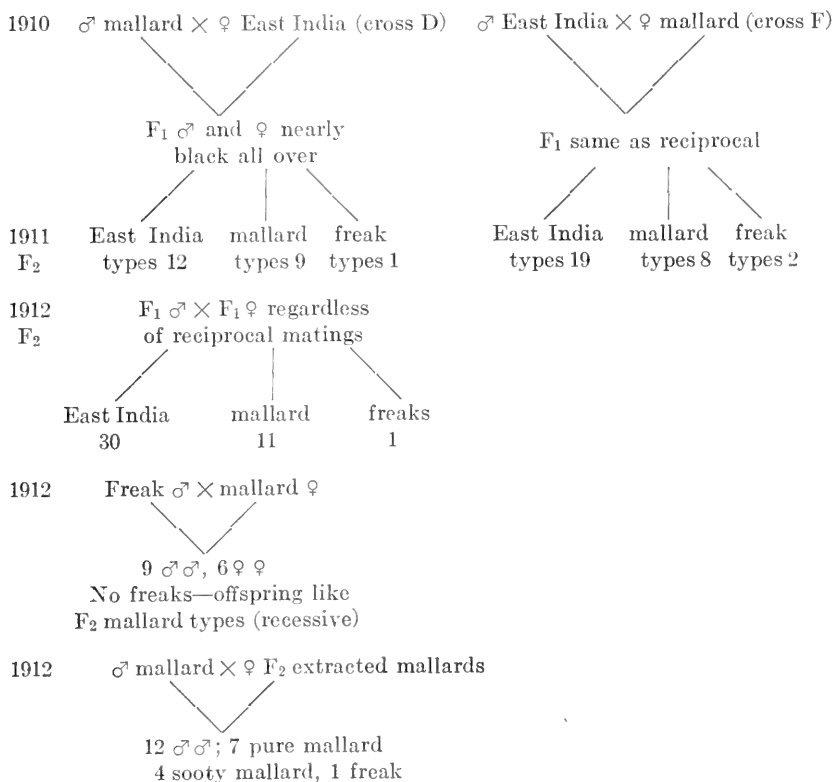 1910 ♂ mallard × ♀ East India (cross D) ♂ East India × ♀ mallard (cross F)
F₁ ♂ and ♀ nearly
black all over
F₁ same as reciprocal
1911 East India mallard freak East India mallard freak
F₂ types 12 types 9 types 1 types 19 types 8 types 2
1912 F₁ ♂ × F₁ ♀ regardless
F₂ of reciprocal matings
East India mallard freaks
30 11 1
1912 Freak ♂ × mallard ♀
9 ♂♂, 6 ♀ ♀
No freaks—offspring like
F₂ mallard types (recessive)
1912 ♂ mallard × ♀ F₂ extracted mallards
12 ♂♂; 7 pure mallard
4 sooty mallard, 1 freak